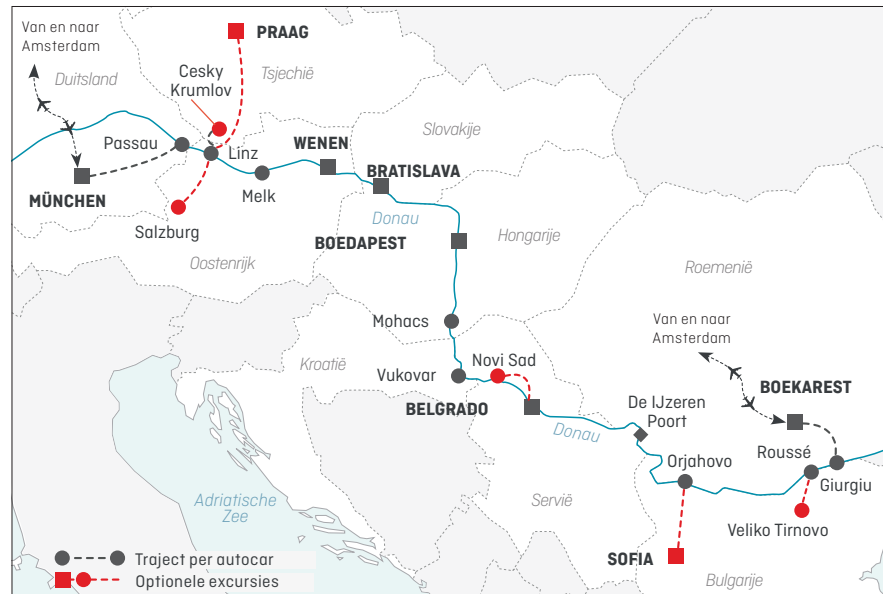 Van en naar
Amsterdam
PRAAG
Duitsland
Cesky
Krumlov
Tsjechië
Passau
Linz
WENEN
Slovakije
MÜNCHEN
Melk
BRATISLAVA
Salzburg
Donau
BOEDAPEST
Hongarije
Oostenrijk
Roemenië
Mohacs
Van en naar
Amsterdam
Kroatië
Vukovar
Novi Sad
BOEKAREST
BELGRADO
De IJzeren
Poort
Donau
Orjahovo
Roussé
Giurgiu
Adriatische
Zee
Servië
Veliko Tirnovo
SOFIA
Bulgarije
Traject per autocar
Optionele excursies